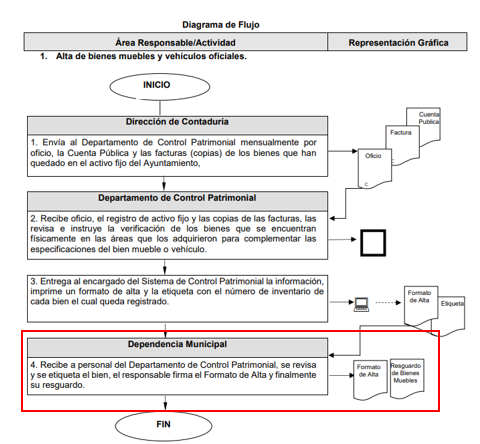 Diagrama de Flujo
Área Responsable/Actividad
Representación Gráfica
1. Alta de bienes muebles y vehículos oficiales.
INICIO
Dirección de Contaduría
1. Envía al Departamento de Control Patrimonial mensualmente por
oficio, la Cuenta Pública y las facturas (copias) de los bienes que han
quedado en el activo fijo del Ayuntamiento,
Cuenta
Publica
Factura
C
Oficio
C
Departamento de Control Patrimonial
2. Recibe oficio, el registro de activo fijo y las copias de las facturas, las
revisa e instruye la verificación de los bienes que se encuentran
físicamente en las áreas que los adquirieron para complementar las
especificaciones del bien mueble o vehículo.
3. Entrega al encargado del Sistema de Control Patrimonial la información,
imprime un formato de alta y la etiqueta con el número de inventario de
cada bien el cual queda registrado.
Formato
de Alta
Etiqueta
Dependencia Municipal
4. Recibe a personal del Departamento de Control Patrimonial, se revisa
y se etiqueta el bien, el responsable firma el Formato de Alta y finalmente
su resguardo.
Formato
de Alta
Resguardo
de Bienes
Muebles
FIN